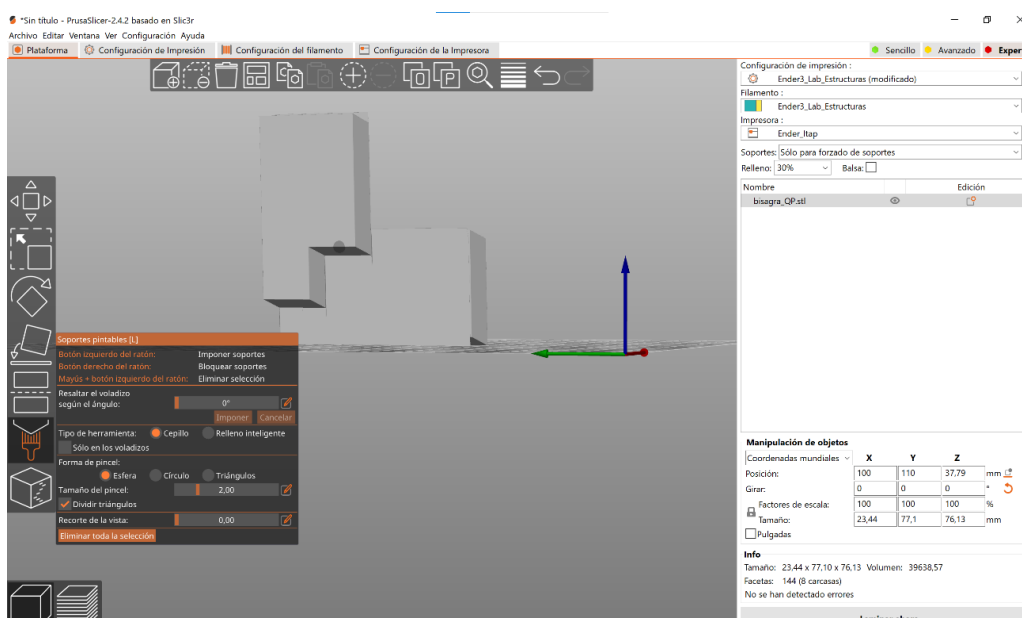 *Sin título - PrusaSlicer-2.4.2 basado en Slic3r
Archivo Editar Ventana Ver Configuración Ayuda
Plataforma Configuración de Impresión Configuración del filamento Configuración de la Impresora Sencillo Avanzado Exper
Configuración de impresión :
Ender3_Lab_Estructuras (modificado)
Filamento :
Ender3_Lab_Estructuras
Impresora :
Ender_Itap
Soportes: Sólo para forzado de soportes
Relleno: 30% Balsa:
Nombre Edición
bisagra_QP.stl
Soportes pintables [L]
Botón izquierdo del ratón: Imponer soportes
Botón derecho del ratón: Bloquear soportes
Mayús + botón izquierdo del ratón: Eliminar selección
Resaltar el voladizo
según el ángulo: 0°
Imponer Cancelar
Tipo de herramienta: Cepillo Relleno inteligente
Sólo en los voladizos
Forma de pincel:
Esfera Círculo Triángulos
Tamaño del pincel: 2,00
Dividir triángulos
Recorte de la vista: 0,00
Eliminar toda la selección
Manipulación de objetos
Coordenadas mundiales X Y Z
Posición: 100 110 37,79 mm
Girar: 0 0 0 °
Factores de escala: 100 100 100 %
Tamaño: 23,44 77,1 76,13 mm
Pulgadas
Info
Tamaño: 23,44 x 77,10 x 76,13 Volumen: 39638,57
Facetas: 144 (8 carcasas)
No se han detectado errores